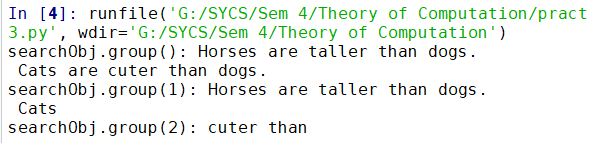 In [4]: runfile('G:/SYCS/Sem 4/Theory of Computation/pract
3.py', wdir='G:/SYCS/Sem 4/Theory of Computation')
searchObj.group(): Horses are taller than dogs.
 Cats are cuter than dogs.
searchObj.group(1): Horses are taller than dogs.
 Cats
searchObj.group(2): cuter than